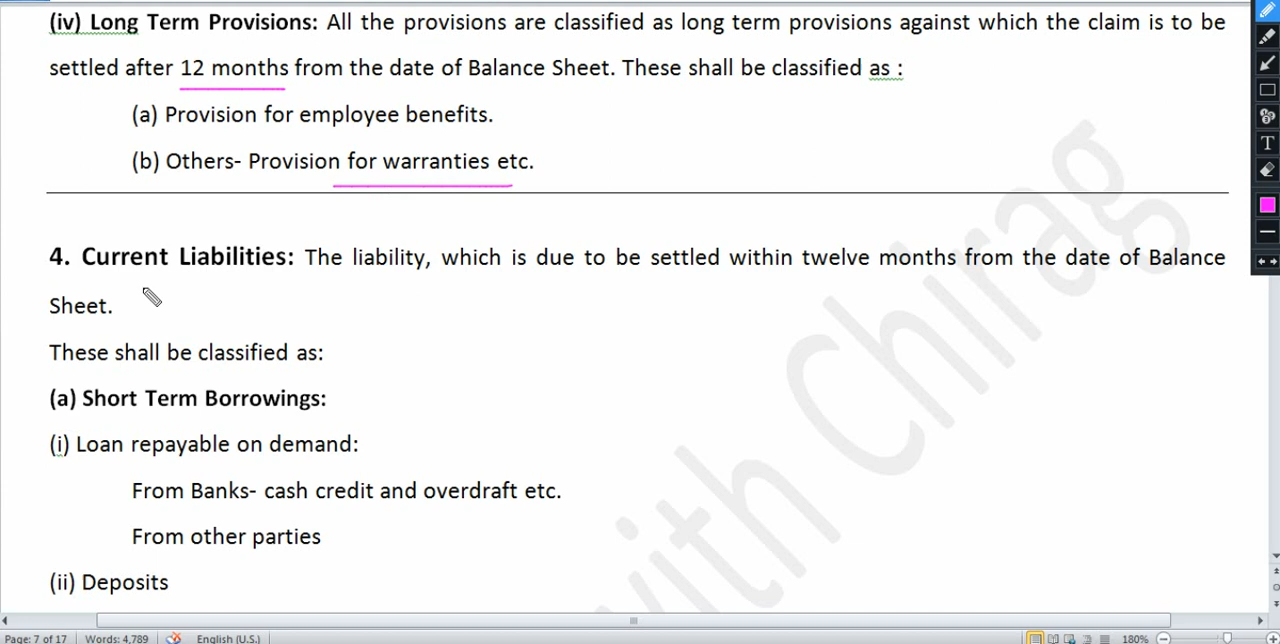 (iv) Long Term Provisions: All the provisions are classified as long term provisions against which the claim is to be
settled after 12 months from the date of Balance Sheet. These shall be classified as :
(a) Provision for employee benefits.
(b) Others- Provision for warranties etc.
4. Current Liabilities: The liability, which is due to be settled within twelve months from the date of Balance
Sheet.
These shall be classified as:
(a) Short Term Borrowings:
(i) Loan repayable on demand:
From Banks- cash credit and overdraft etc.
From other parties
(ii) Deposits
with Chirag
Page: 7 of 17 Words: 4,789 English (U.S.) 180%
T